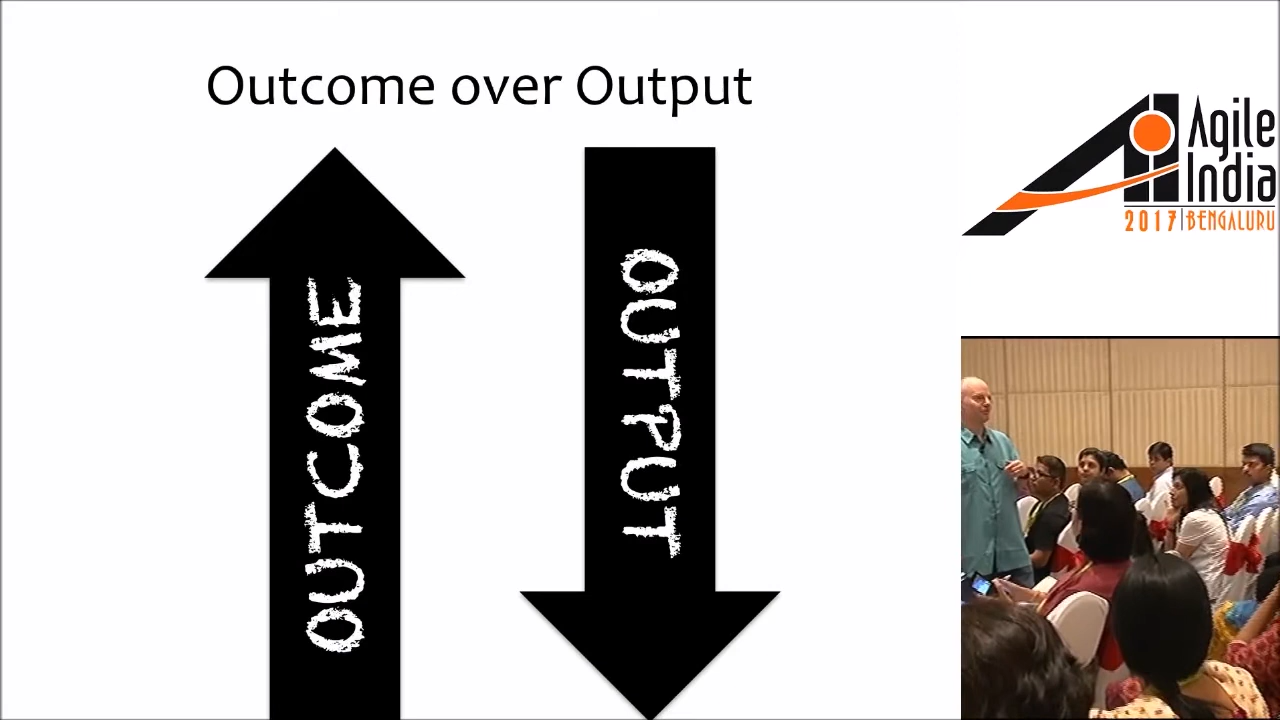 Outcome over Output
OUTCOME
OUTPUT
Agile
India
2017 | BENGALURU